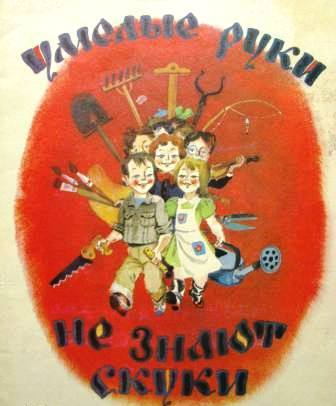 умелые руки
не знают
скуки